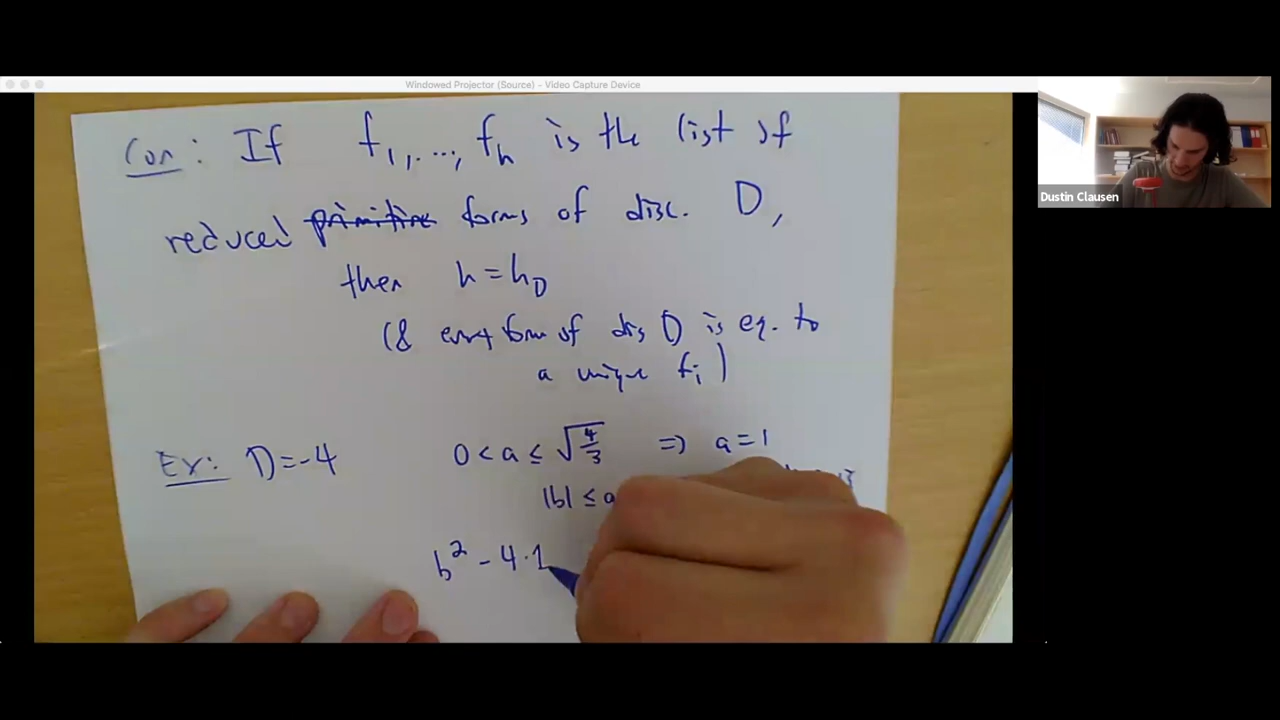 Windowed Projector (Source) - Video Capture Device
Dustin Clausen
Cor: If f₁,...,fₕ is the list of
reduced primitive forms of disc. D,
then h = h_D
(& every form of dis D is eq. to
a unique fᵢ)
Ex: D=-4 0 < a ≤ √(4/3) ⇒ a=1
|b| ≤ a
b² - 4·1